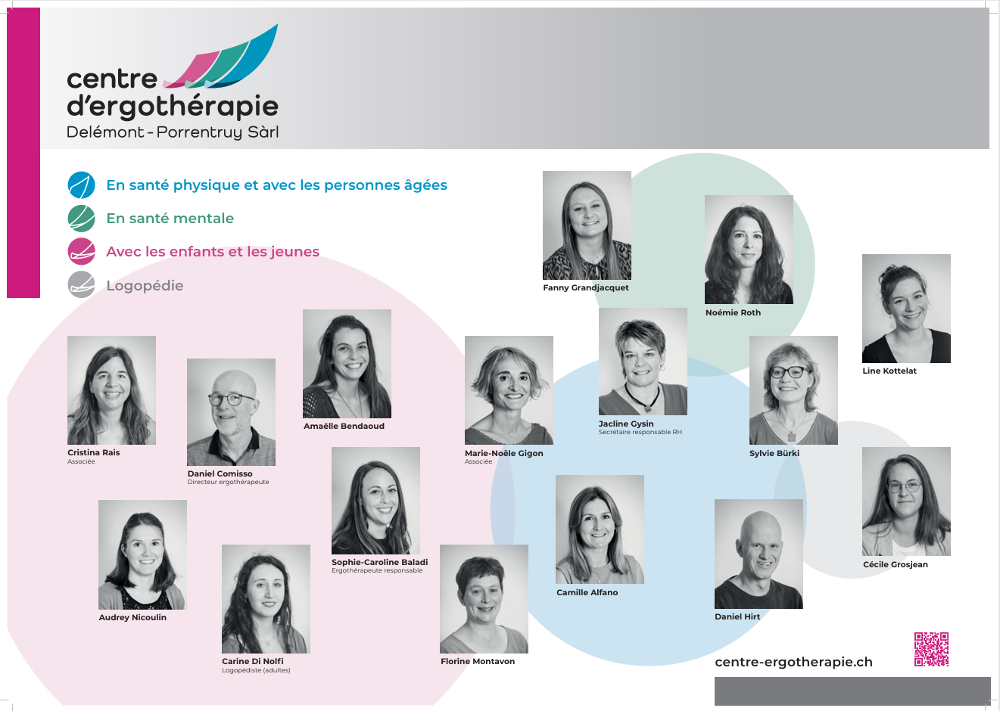 centre
d'ergothérapie
Delémont - Porrentruy Sàrl
En santé physique et avec les personnes âgées
En santé mentale
Avec les enfants et les jeunes
Logopédie
Fanny Grandjacquet
Noémie Roth
Line Kottelat
Amaëlle Bendaoud
Jacline Gysin
Secrétaire responsable RH
Cristina Rais
Associée
Marie-Noële Gigon
Associée
Sylvie Bürki
Daniel Comisso
Directeur ergothérapeute
Sophie-Caroline Baladi
Ergothérapeute responsable
Cécile Grosjean
Camille Alfano
Audrey Nicoulin
Daniel Hirt
Carine Di Nolfi
Logopédiste (adultes)
Florine Montavon
centre-ergotherapie.ch